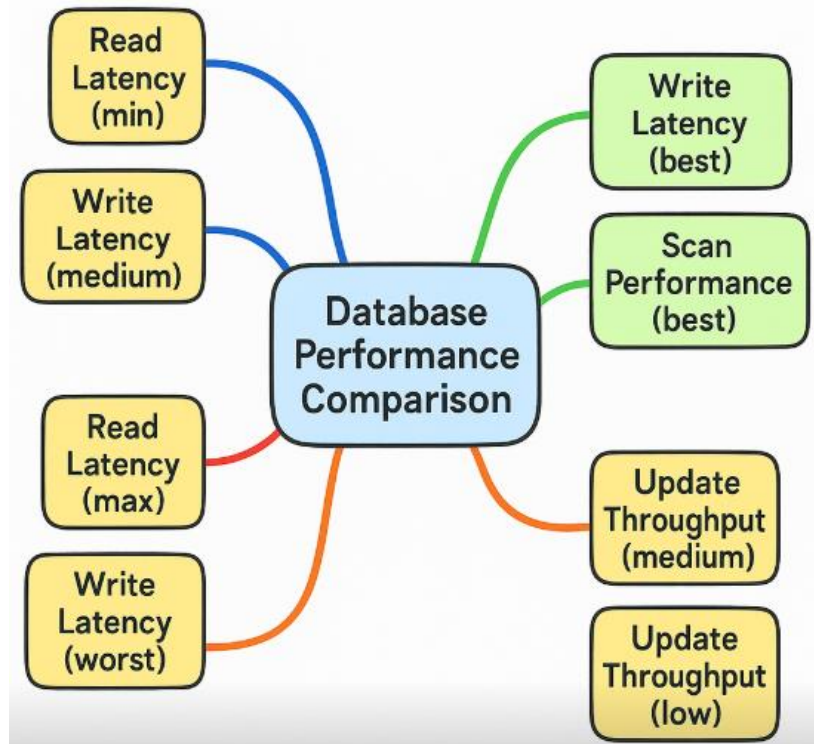 Read
Latency
(min)
Write
Latency
(medium)
Read
Latency
(max)
Write
Latency
(worst)
Database
Performance
Comparison
Write
Latency
(best)
Scan
Performance
(best)
Update
Throughput
(medium)
Update
Throughput
(low)